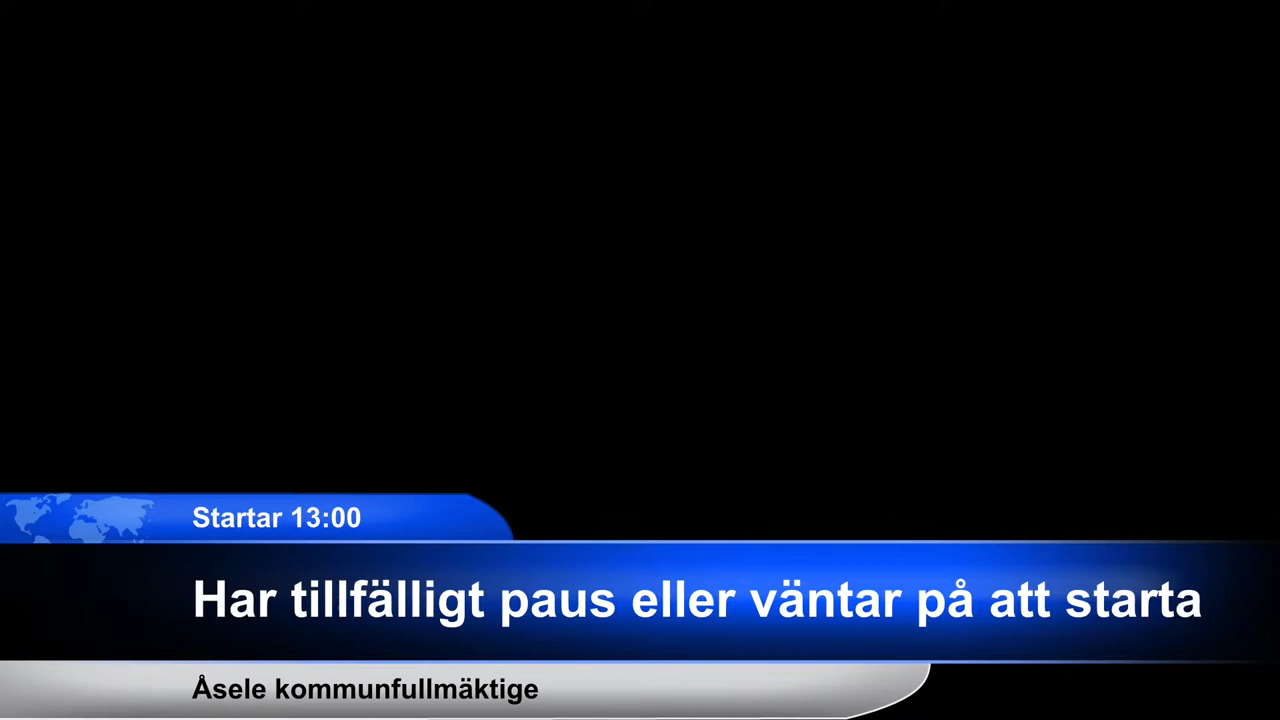 Startar 13:00
Har tillfälligt paus eller väntar på att starta
Åsele kommunfullmäktige